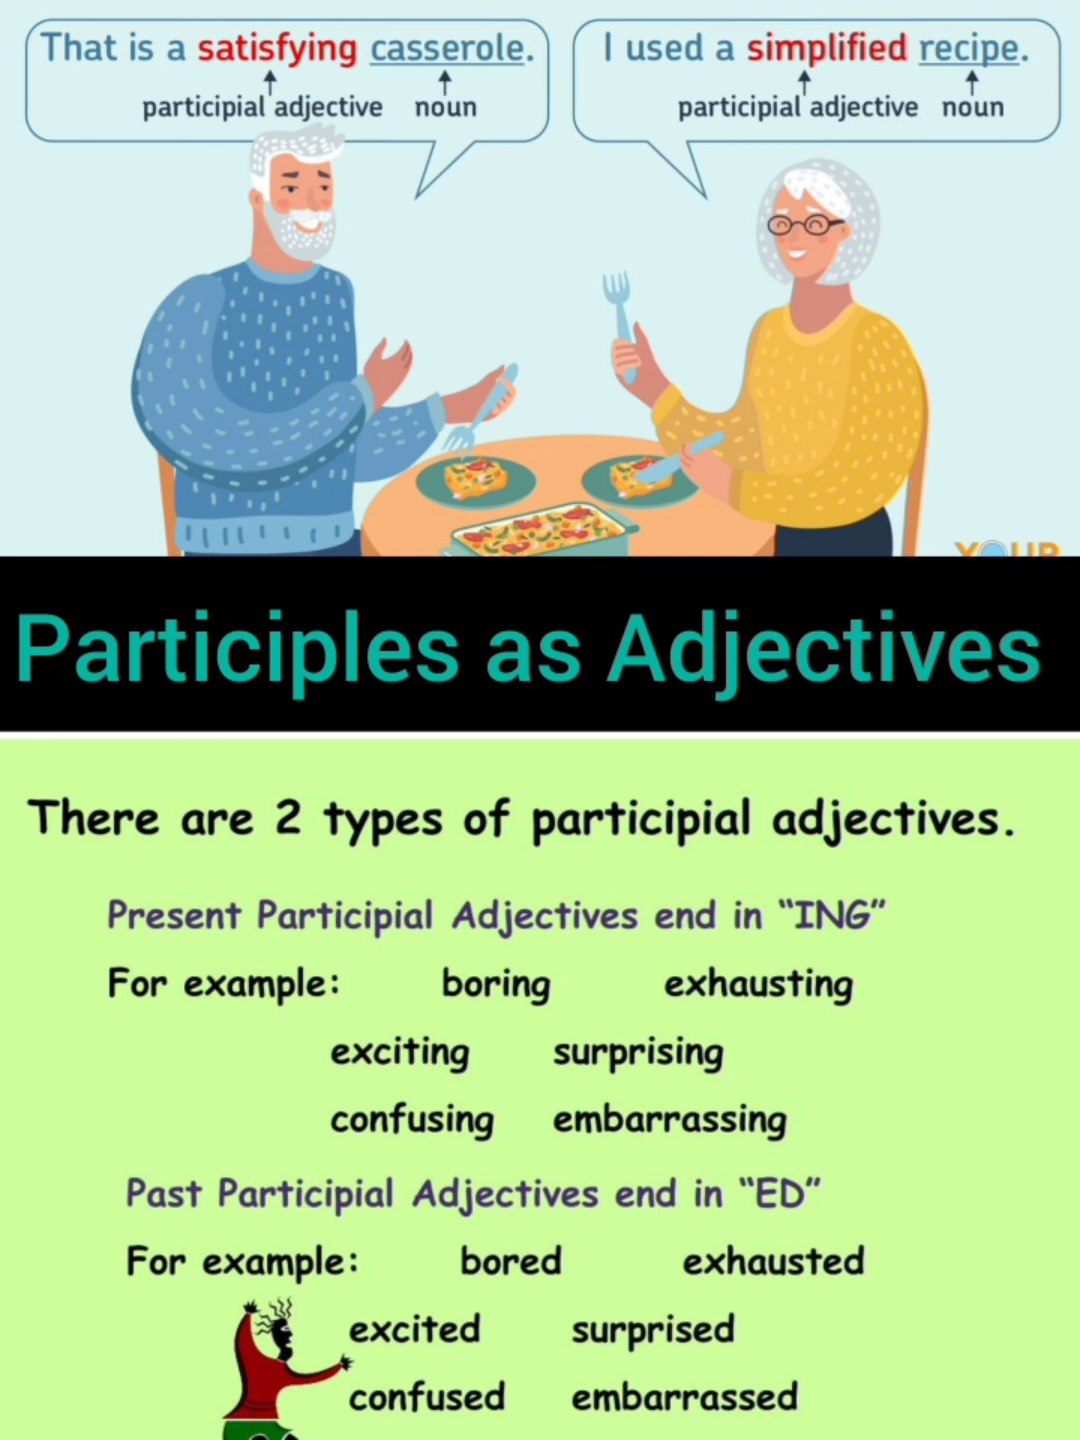 That is a satisfying casserole.
participial adjective noun
I used a simplified recipe.
participial adjective noun
YOUR
Participles as Adjectives
There are 2 types of participial adjectives.
Present Participial Adjectives end in “ING”
For example: boring exhausting
exciting surprising
confusing embarrassing
Past Participial Adjectives end in “ED”
For example: bored exhausted
excited surprised
confused embarrassed